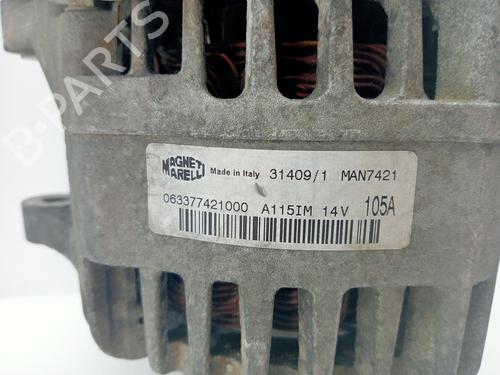 B-PARTS
MAGNETI MARELLI Made in Italy 31409/1 MAN7421
063377421000 A115IM 14V 105A